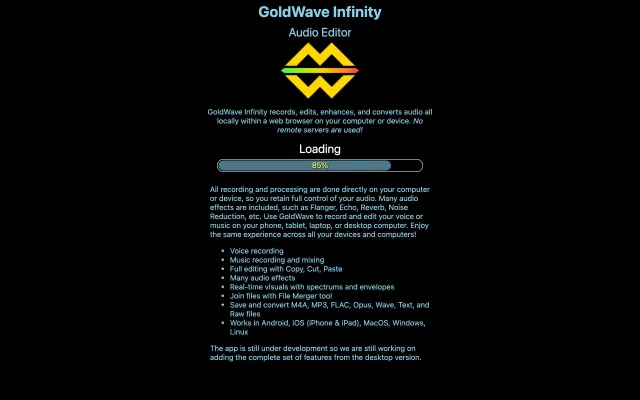 GoldWave Infinity
Audio Editor
GoldWave Infinity records, edits, enhances, and converts audio all
locally within a web browser on your computer or device. No
remote servers are used!
Loading
85%
All recording and processing are done directly on your computer
or device, so you retain full control of your audio. Many audio
effects are included, such as Flanger, Echo, Reverb, Noise
Reduction, etc. Use GoldWave to record and edit your voice or
music on your phone, tablet, laptop, or desktop computer. Enjoy
the same experience across all your devices and computers!
• Voice recording
• Music recording and mixing
• Full editing with Copy, Cut, Paste
• Many audio effects
• Real-time visuals with spectrums and envelopes
• Join files with File Merger tool
• Save and convert M4A, MP3, FLAC, Opus, Wave, Text, and
Raw files
• Works in Android, iOS (iPhone & iPad), MacOS, Windows,
Linux
The app is still under development so we are still working on
adding the complete set of features from the desktop version.